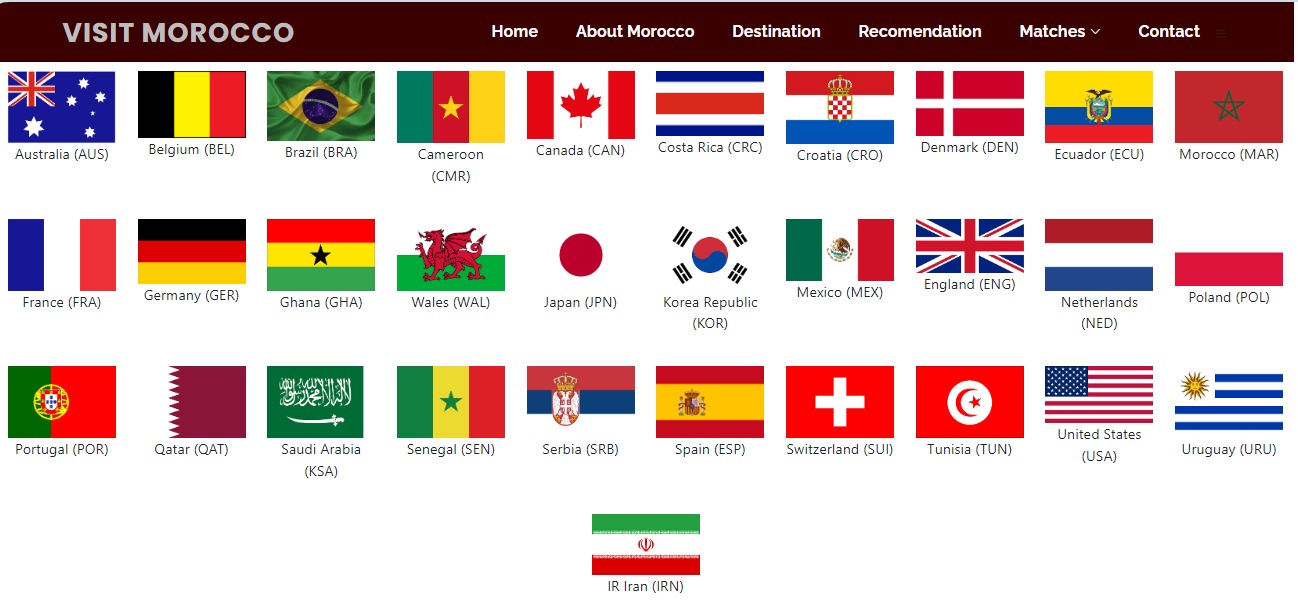 VISIT MOROCCO
Home About Morocco Destination Recomendation Matches Contact
Australia (AUS) Belgium (BEL) Brazil (BRA) Cameroon (CMR) Canada (CAN) Costa Rica (CRC) Croatia (CRO) Denmark (DEN) Ecuador (ECU) Morocco (MAR)
France (FRA) Germany (GER) Ghana (GHA) Wales (WAL) Japan (JPN) Korea Republic (KOR) Mexico (MEX) England (ENG) Netherlands (NED) Poland (POL)
Portugal (POR) Qatar (QAT) Saudi Arabia (KSA) Senegal (SEN) Serbia (SRB) Spain (ESP) Switzerland (SUI) Tunisia (TUN) United States (USA) Uruguay (URU)
IR Iran (IRN)